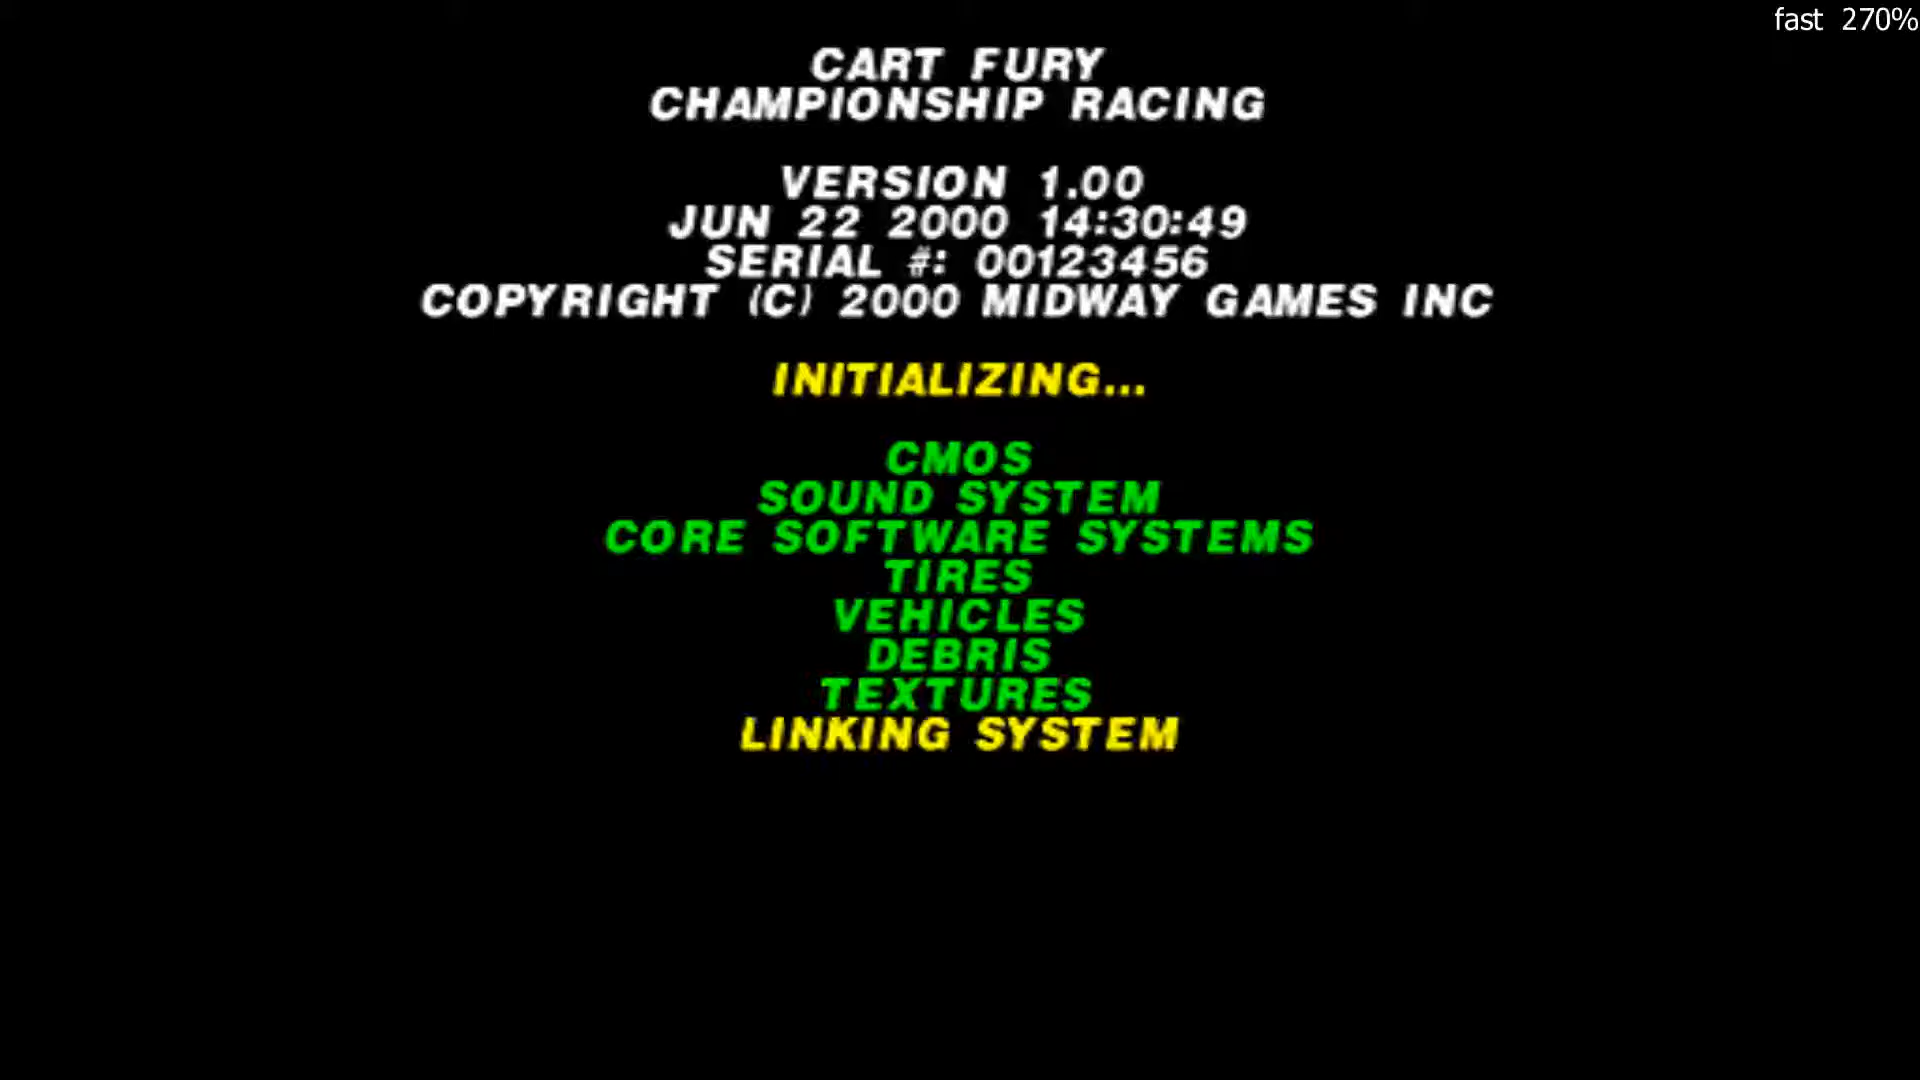 fast 270%
CART FURY
CHAMPIONSHIP RACING
VERSION 1.00
JUN 22 2000 14:30:49
SERIAL #: 00123456
COPYRIGHT (C) 2000 MIDWAY GAMES INC
INITIALIZING...
CMOS
SOUND SYSTEM
CORE SOFTWARE SYSTEMS
TIRES
VEHICLES
DEBRIS
TEXTURES
LINKING SYSTEM